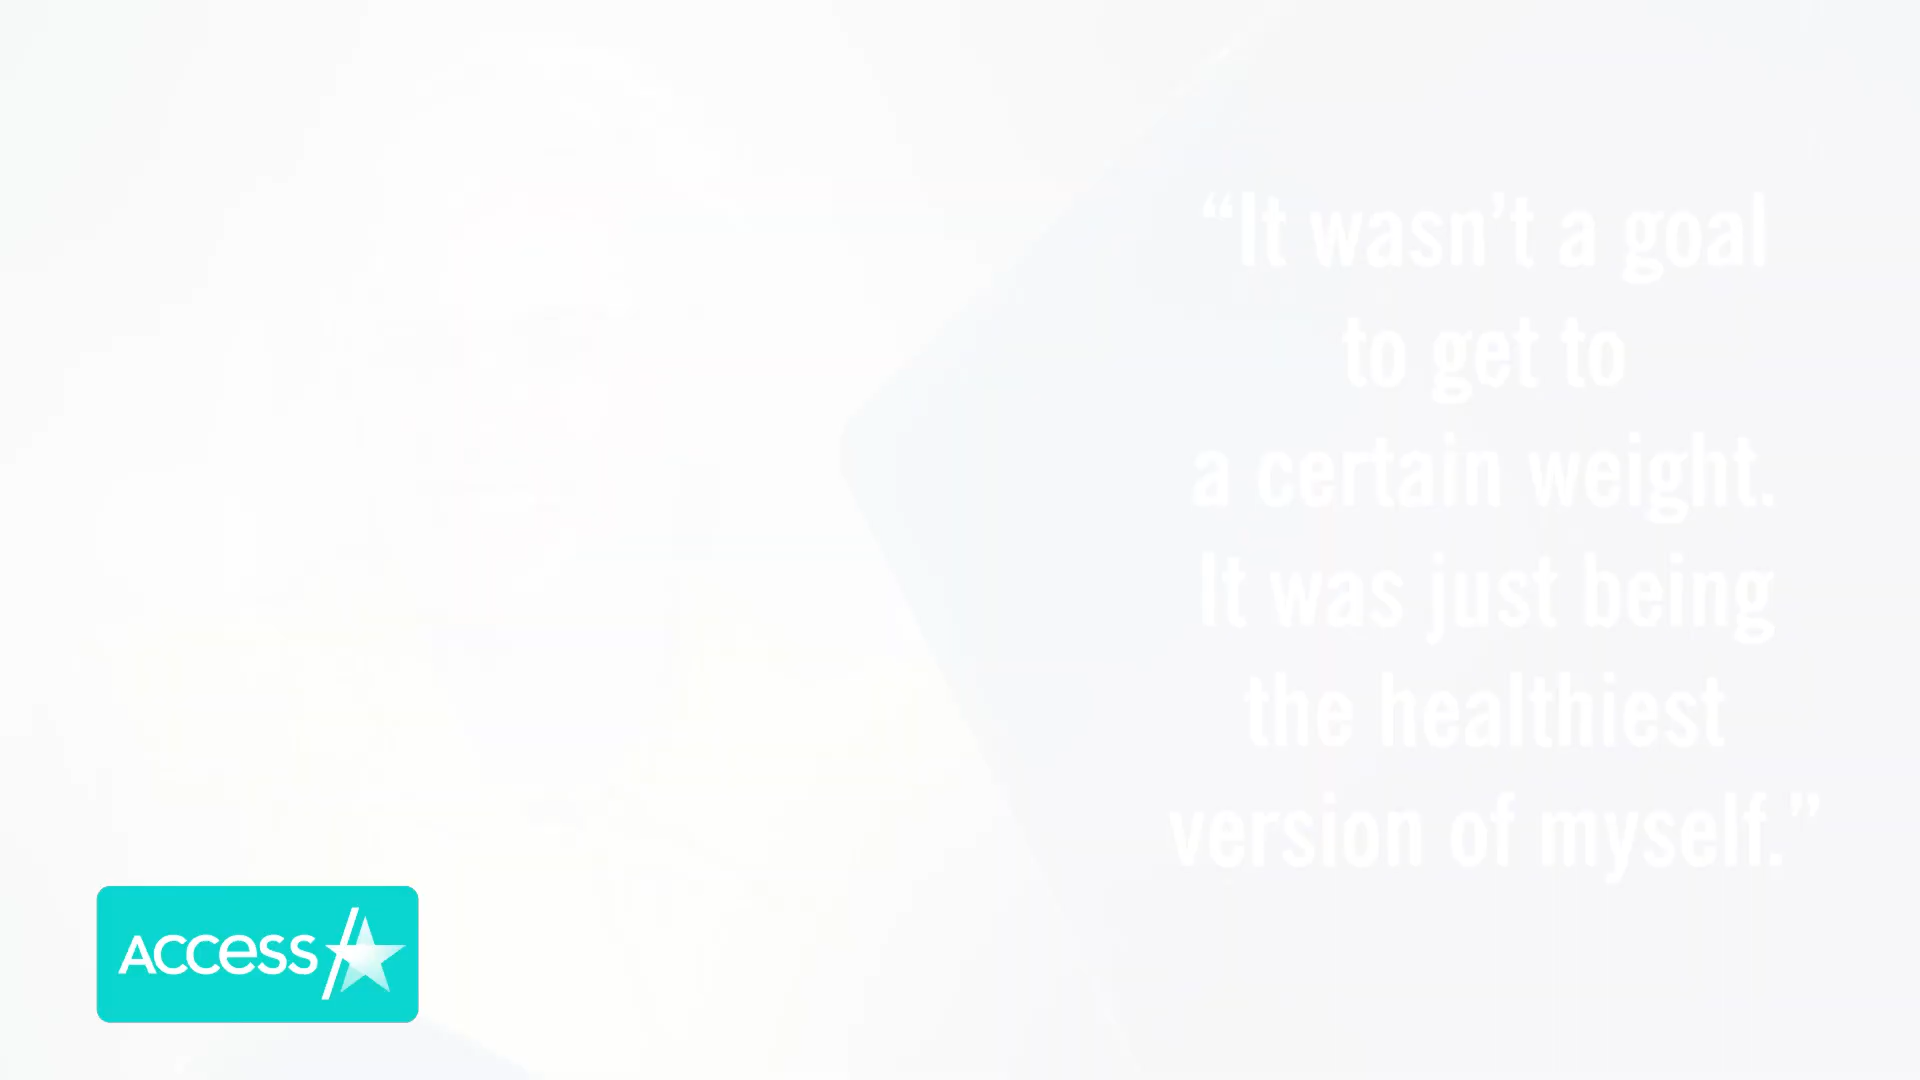 “It wasn’t a goal
to get to
a certain weight.
It was just being
the healthiest
version of myself.”
access